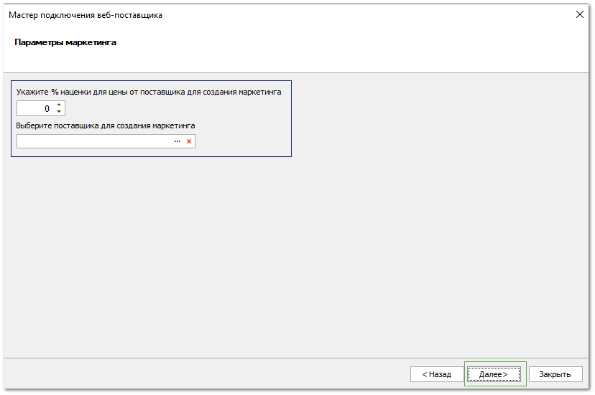 Мастер подключения веб-поставщика
Параметры маркетинга
Укажите % наценки для цены от поставщика для создания маркетинга
0
Выберите поставщика для создания маркетинга
< Назад
Далее>
Закрыть